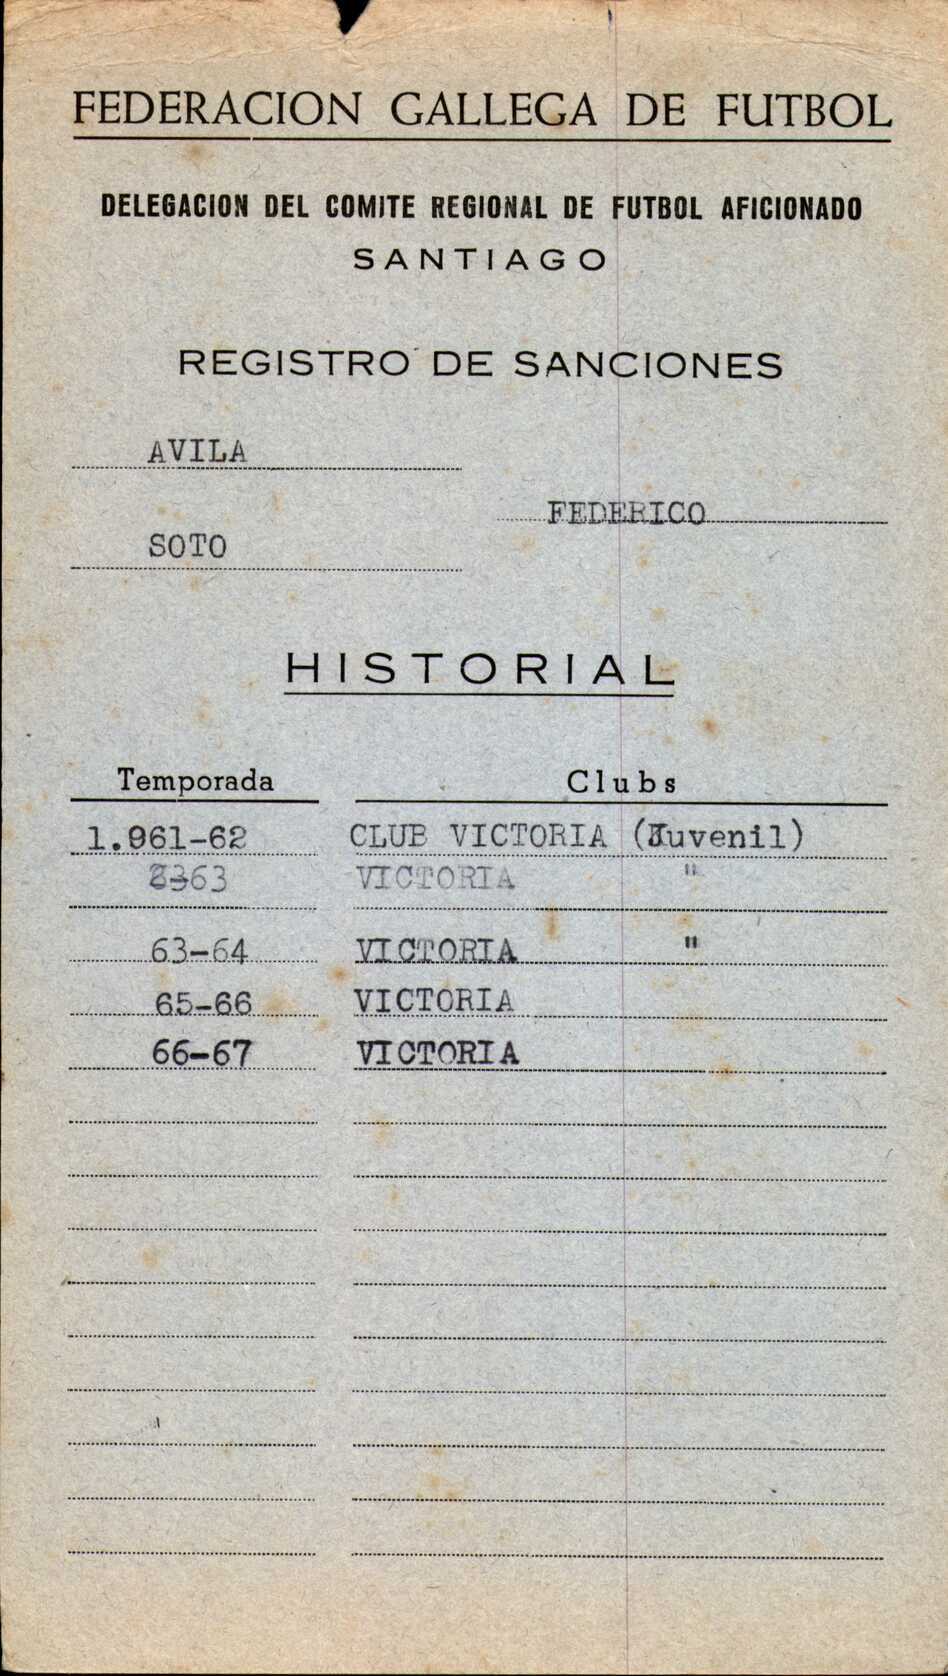 FEDERACION GALLEGA DE FUTBOL
DELEGACION DEL COMITE REGIONAL DE FUTBOL AFICIONADO
SANTIAGO
REGISTRO DE SANCIONES
AVILA
FEDERICO
SOTO
HISTORIAL
Temporada Clubs
1.961-62 CLUB VICTORIA (Juvenil)
63 VICTORIA "
63-64 VICTORIA "
65-66 VICTORIA
66-67 VICTORIA